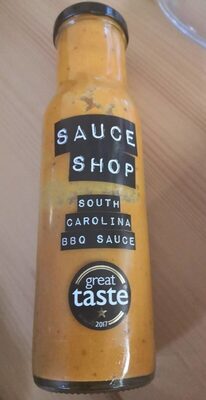 SAUCE
SHOP
SOUTH
CAROLINA
BBQ SAUCE
great
taste
2017